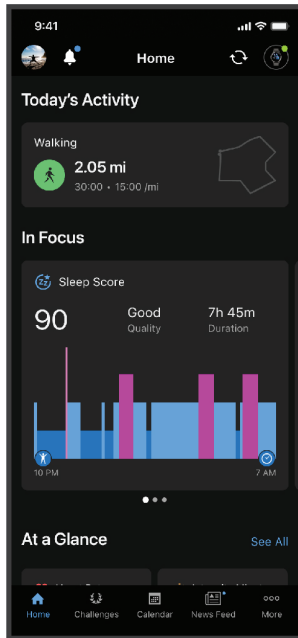 9:41
Home
Today's Activity
Walking
2.05 mi
30:00 • 15:00 /mi
In Focus
Sleep Score
90
Good
7h 45m
Quality
Duration
10 PM
7 AM
At a Glance
See All
Home
Challenges
Calendar
News Feed
More